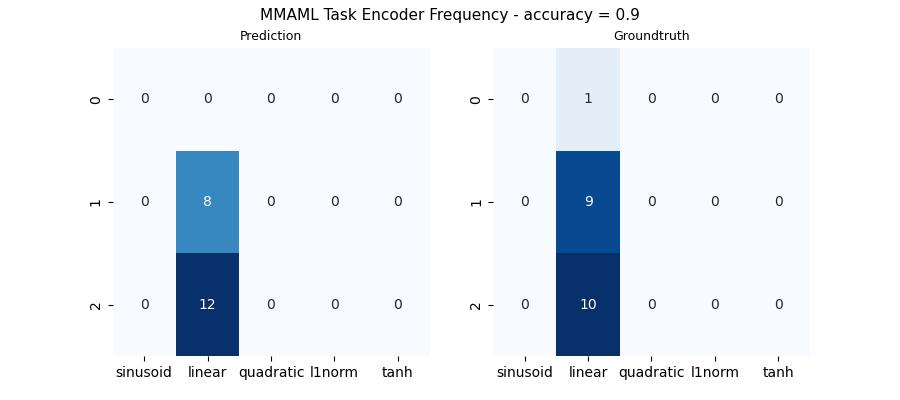 MMAML Task Encoder Frequency - accuracy = 0.9
Prediction Groundtruth
0 0 0 0 0 0 0 0 1 0 0 0
1 0 8 0 0 0 1 0 9 0 0 0
2 0 12 0 0 0 2 0 10 0 0 0
sinusoid linear quadratic l1norm tanh sinusoid linear quadratic l1norm tanh